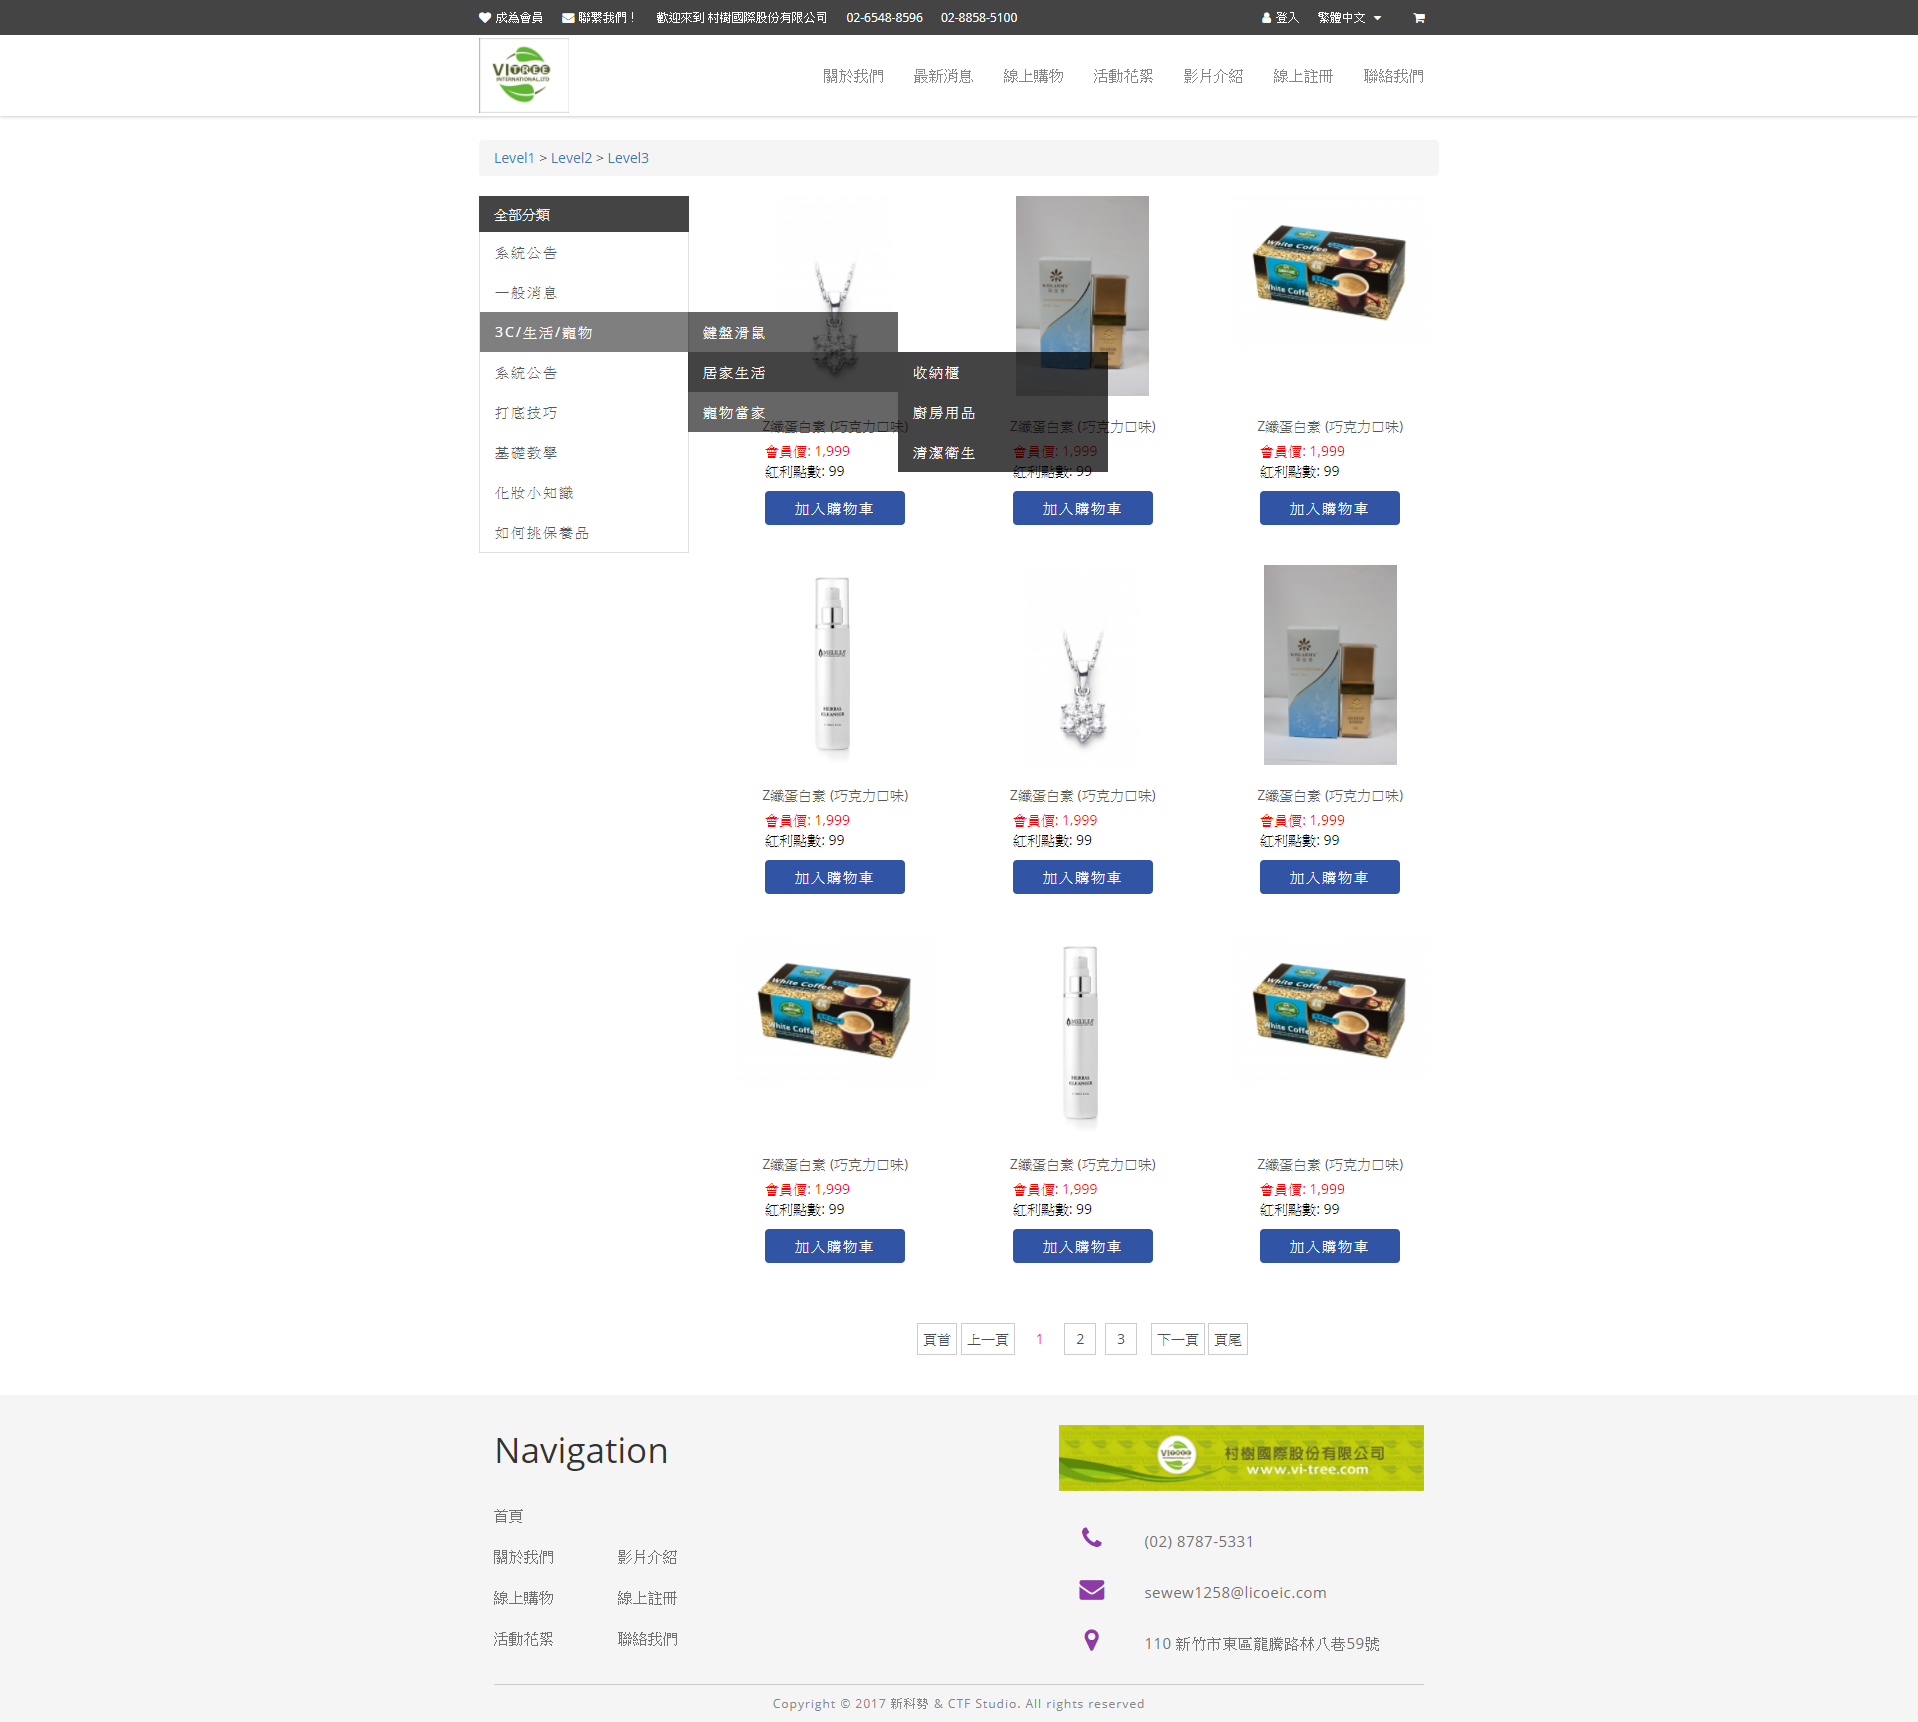 成為會員 聯繫我們！ 歡迎來到 村樹國際股份有限公司 02-6548-8596 02-8858-5100 登入 繁體中文
VITREE
INTERNATIONAL,LTD
關於我們 最新消息 線上購物 活動花絮 影片介紹 線上註冊 聯絡我們
Level1 > Level2 > Level3
全部分類
系統公告
一般消息
3C/生活/寵物
系統公告
打底技巧
基礎教學
化妝小知識
如何挑保養品
鍵盤滑鼠
居家生活
寵物當家
收納櫃
廚房用品
清潔衛生
White Coffee
White Coffee
Z纖蛋白素 (巧克力口味) Z纖蛋白素 (巧克力口味) Z纖蛋白素 (巧克力口味)
會員價: 1,999 會員價: 1,999 會員價: 1,999
紅利點數: 99 紅利點數: 99 紅利點數: 99
加入購物車 加入購物車 加入購物車
HERBAL
CLEANSER
Z纖蛋白素 (巧克力口味) Z纖蛋白素 (巧克力口味) Z纖蛋白素 (巧克力口味)
會員價: 1,999 會員價: 1,999 會員價: 1,999
紅利點數: 99 紅利點數: 99 紅利點數: 99
加入購物車 加入購物車 加入購物車
White Coffee
White Coffee
HERBAL
CLEANSER
White Coffee
White Coffee
Z纖蛋白素 (巧克力口味) Z纖蛋白素 (巧克力口味) Z纖蛋白素 (巧克力口味)
會員價: 1,999 會員價: 1,999 會員價: 1,999
紅利點數: 99 紅利點數: 99 紅利點數: 99
加入購物車 加入購物車 加入購物車
頁首 上一頁 1 2 3 下一頁 頁尾
Navigation
首頁
關於我們 影片介紹
線上購物 線上註冊
活動花絮 聯絡我們
村樹國際股份有限公司
www.vi-tree.com
(02) 8787-5331
sewew1258@licoeic.com
110 新竹市東區龍騰路林八巷59號
Copyright © 2017 新科勢 & CTF Studio. All rights reserved